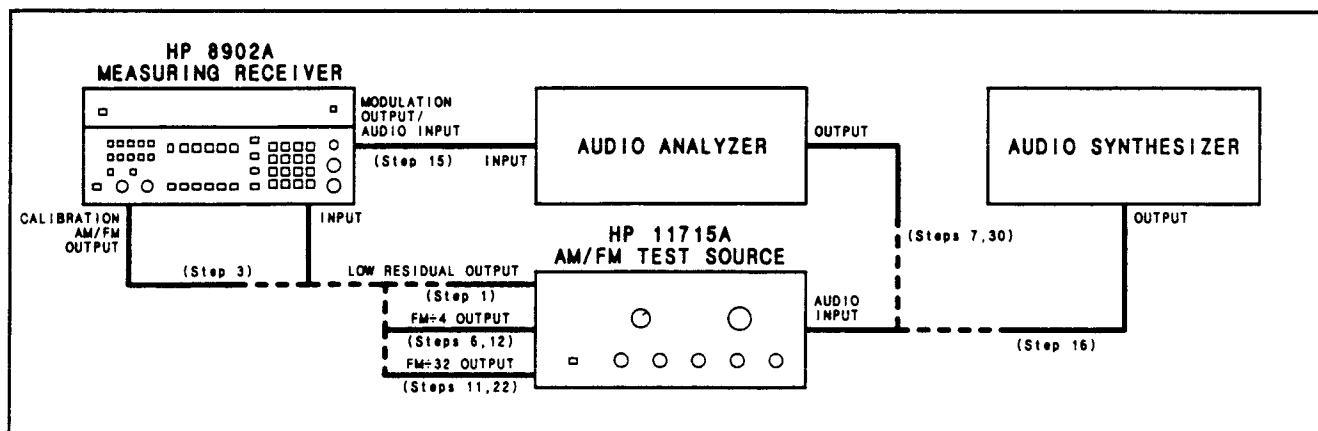 HP 8902A
MEASURING RECEIVER
MODULATION
OUTPUT/
AUDIO INPUT
(Step 15)
INPUT
AUDIO ANALYZER
OUTPUT
AUDIO SYNTHESIZER
OUTPUT
CALIBRATION
AM/FM
OUTPUT
INPUT
(Step 3)
HP 11715A
AM/FM TEST SOURCE
(Steps 7,30)
LOW RESIDUAL OUTPUT
(Step 1)
FM÷4 OUTPUT
(Steps 6,12)
FM÷32 OUTPUT
(Steps 11,22)
AUDIO
INPUT
(Step 16)